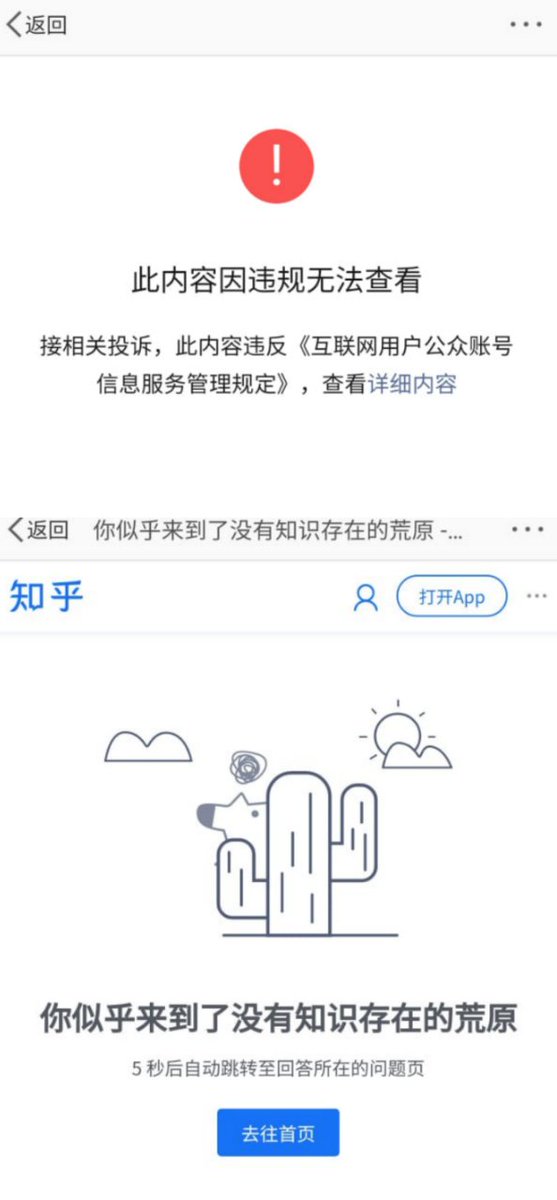 返回
此内容因违规无法查看
接相关投诉，此内容违反《互联网用户公众账号
信息服务管理规定》，查看详细内容
返回 你似乎来到了没有知识存在的荒原 -...
知乎 打开App
你似乎来到了没有知识存在的荒原
5 秒后自动跳转至回答所在的问题页
去往首页